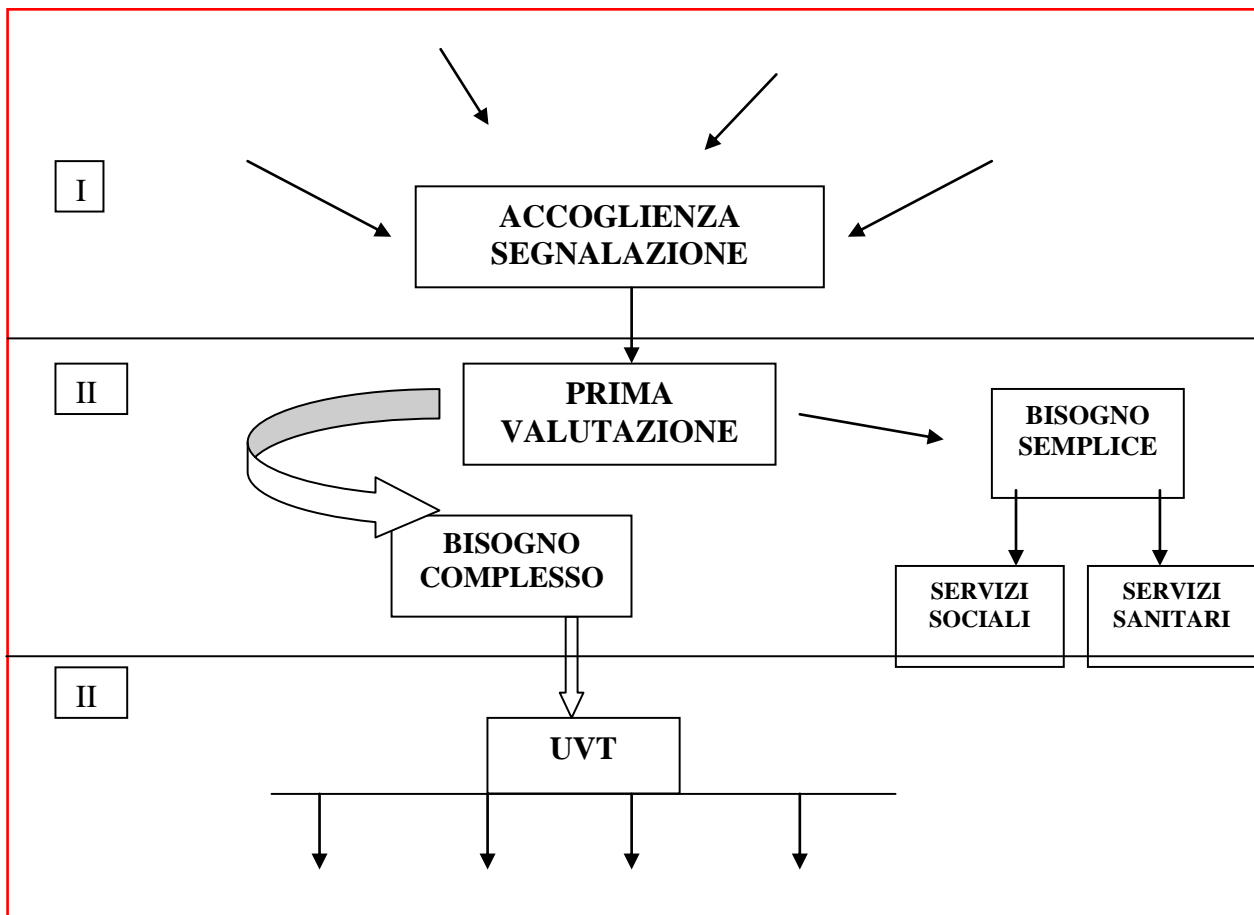 I
ACCOGLIENZA
SEGNALAZIONE
II
PRIMA
VALUTAZIONE
BISOGNO
SEMPLICE
BISOGNO
COMPLESSO
SERVIZI
SOCIALI
SERVIZI
SANITARI
II
UVT